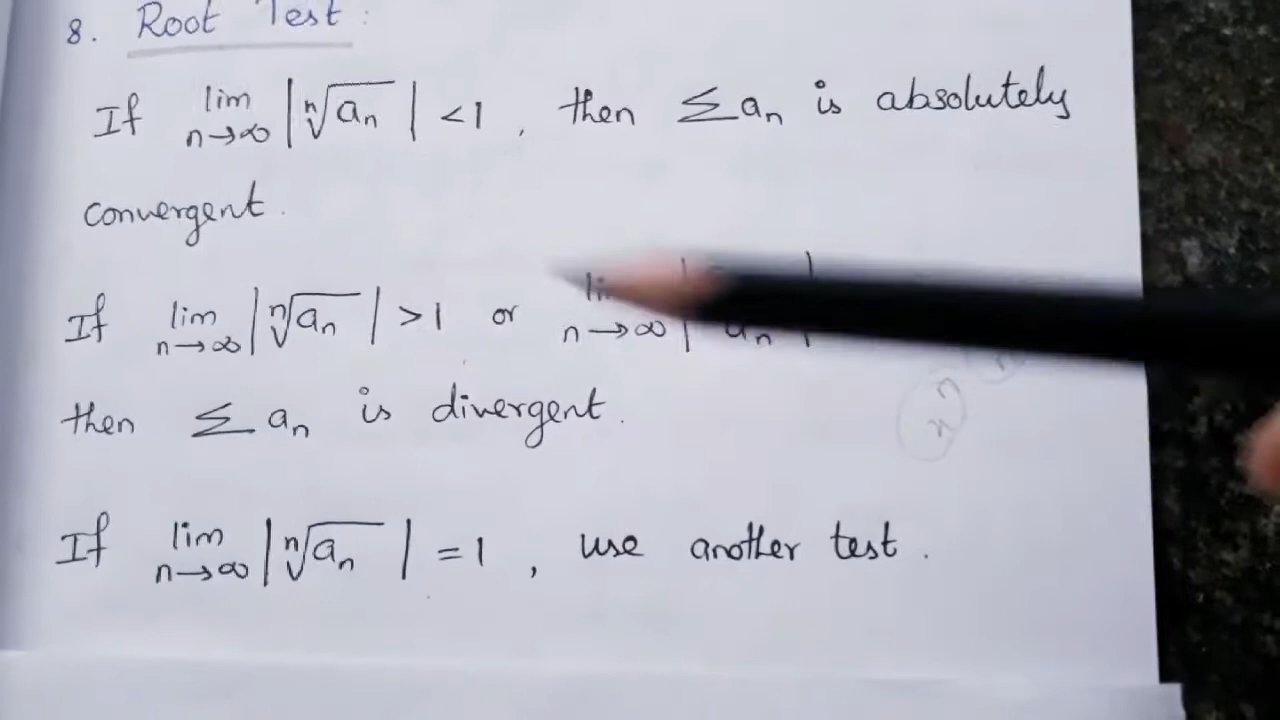 8. Root Test:
If lim n→∞ |ⁿ√aₙ| < 1, then Σaₙ is absolutely
convergent.
If lim n→∞ |ⁿ√aₙ| > 1 or n→∞ | aₙ |
then Σ aₙ is divergent.
If lim n→∞ |ⁿ√aₙ| = 1, use another test.